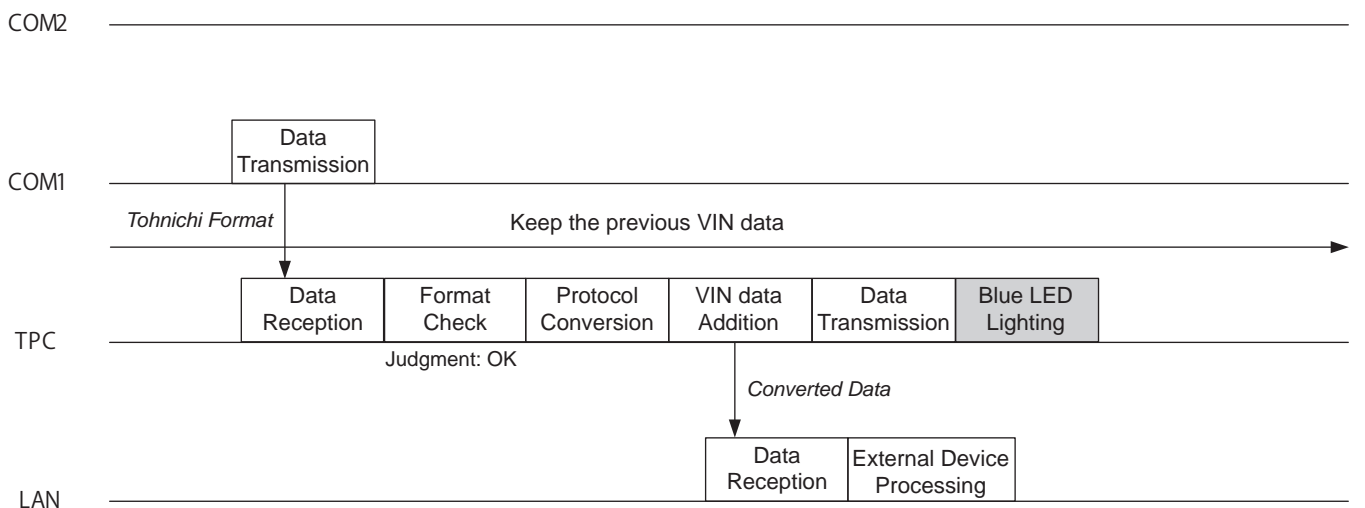 COM2
Data
Transmission
COM1
Tohnichi Format
Keep the previous VIN data
Data
Reception
Format
Check
Protocol
Conversion
VIN data
Addition
Data
Transmission
Blue LED
Lighting
TPC
Judgment: OK
Converted Data
Data
Reception
External Device
Processing
LAN